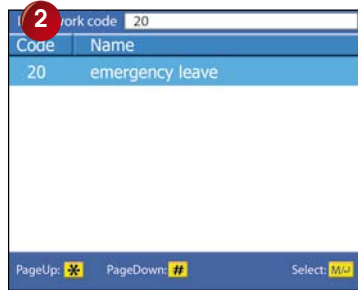 2 ork code 20
Code Name
20 emergency leave
PageUp: * PageDown: # Select: M/↵